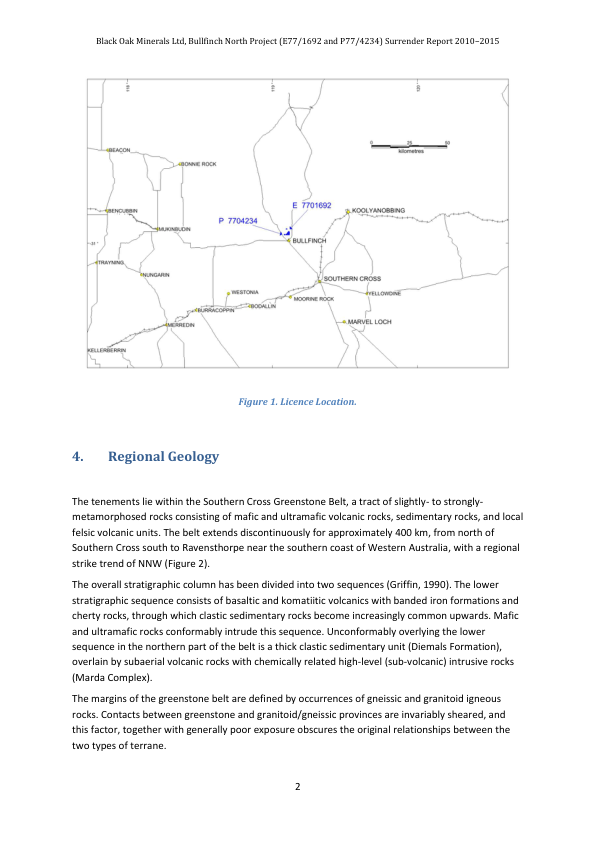 Black Oak Minerals Ltd, Bullfinch North Project (E77/1692 and P77/4234) Surrender Report 2010–2015
0
50
kilometres
BEACON
BONNIE ROCK
E 7701692
BENCUBBIN
P 7704234
KOOLYANOBBING
MUKINBUDIN
BULLFINCH
TRAYNING
NUNGARIN
SOUTHERN CROSS
WESTONIA
YELLOWDINE
MOORINE ROCK
BODALLIN
BURRACOPPIN
MERREDIN
MARVEL LOCH
KELLERBERRIN
Figure 1. Licence Location.
4. Regional Geology
The tenements lie within the Southern Cross Greenstone Belt, a tract of slightly- to strongly-
metamorphosed rocks consisting of mafic and ultramafic volcanic rocks, sedimentary rocks, and local
felsic volcanic units. The belt extends discontinuously for approximately 400 km, from north of
Southern Cross south to Ravensthorpe near the southern coast of Western Australia, with a regional
strike trend of NNW (Figure 2).
The overall stratigraphic column has been divided into two sequences (Griffin, 1990). The lower
stratigraphic sequence consists of basaltic and komatiitic volcanics with banded iron formations and
cherty rocks, through which clastic sedimentary rocks become increasingly common upwards. Mafic
and ultramafic rocks conformably intrude this sequence. Unconformably overlying the lower
sequence in the northern part of the belt is a thick clastic sedimentary unit (Diemals Formation),
overlain by subaerial volcanic rocks with chemically related high-level (sub-volcanic) intrusive rocks
(Marda Complex).
The margins of the greenstone belt are defined by occurrences of gneissic and granitoid igneous
rocks. Contacts between greenstone and granitoid/gneissic provinces are invariably sheared, and
this factor, together with generally poor exposure obscures the original relationships between the
two types of terrane.
2